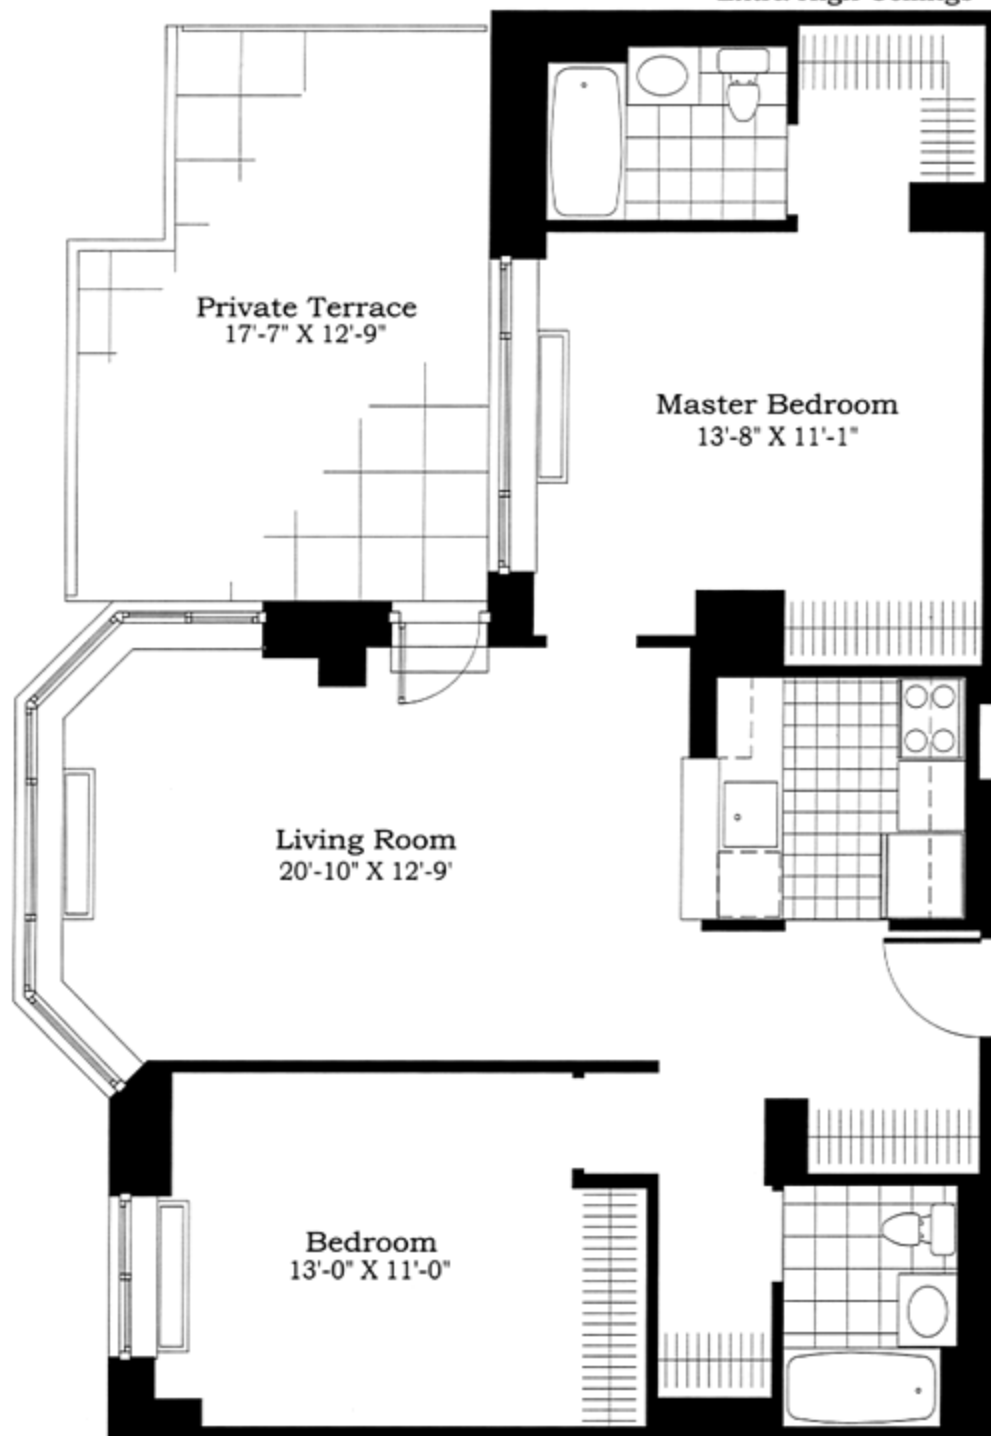 Private Terrace
17'-7" X 12'-9"
Master Bedroom
13'-8" X 11'-1"
Living Room
20'-10" X 12'-9'
Bedroom
13'-0" X 11'-0"